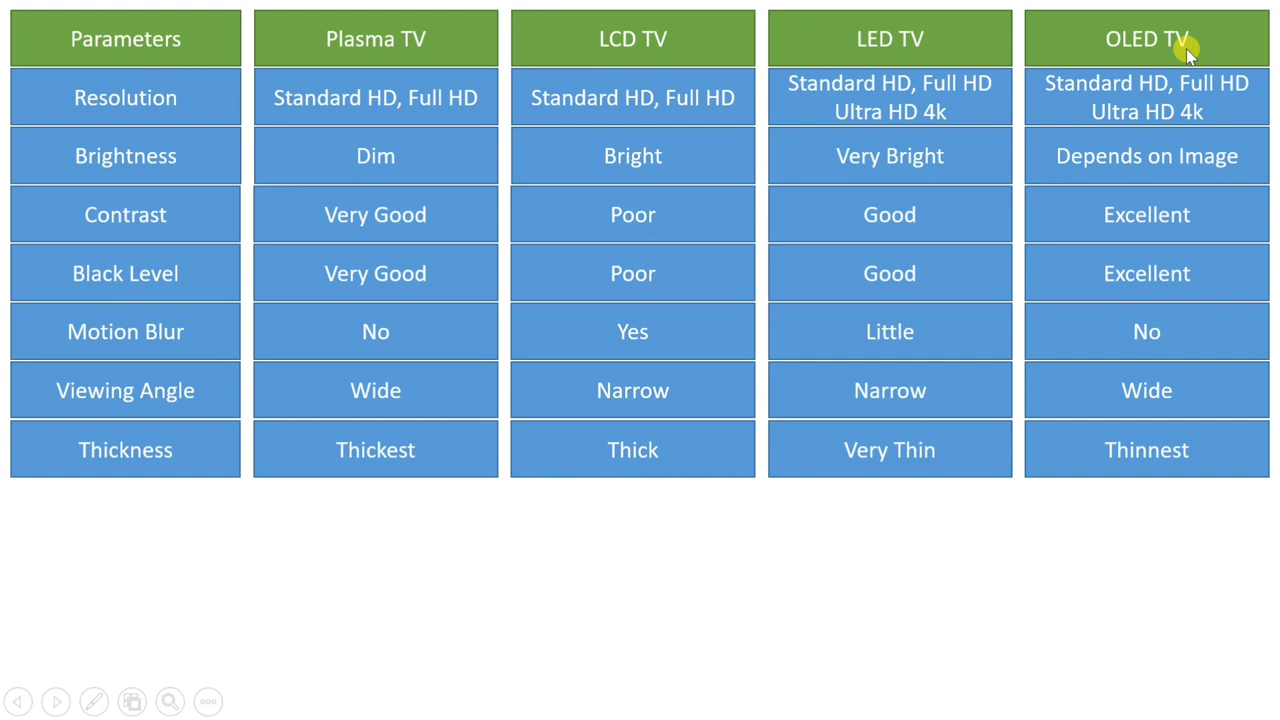 Parameters Plasma TV LCD TV LED TV OLED TV
Resolution Standard HD, Full HD Standard HD, Full HD Standard HD, Full HD Ultra HD 4k Standard HD, Full HD Ultra HD 4k
Brightness Dim Bright Very Bright Depends on Image
Contrast Very Good Poor Good Excellent
Black Level Very Good Poor Good Excellent
Motion Blur No Yes Little No
Viewing Angle Wide Narrow Narrow Wide
Thickness Thickest Thick Very Thin Thinnest